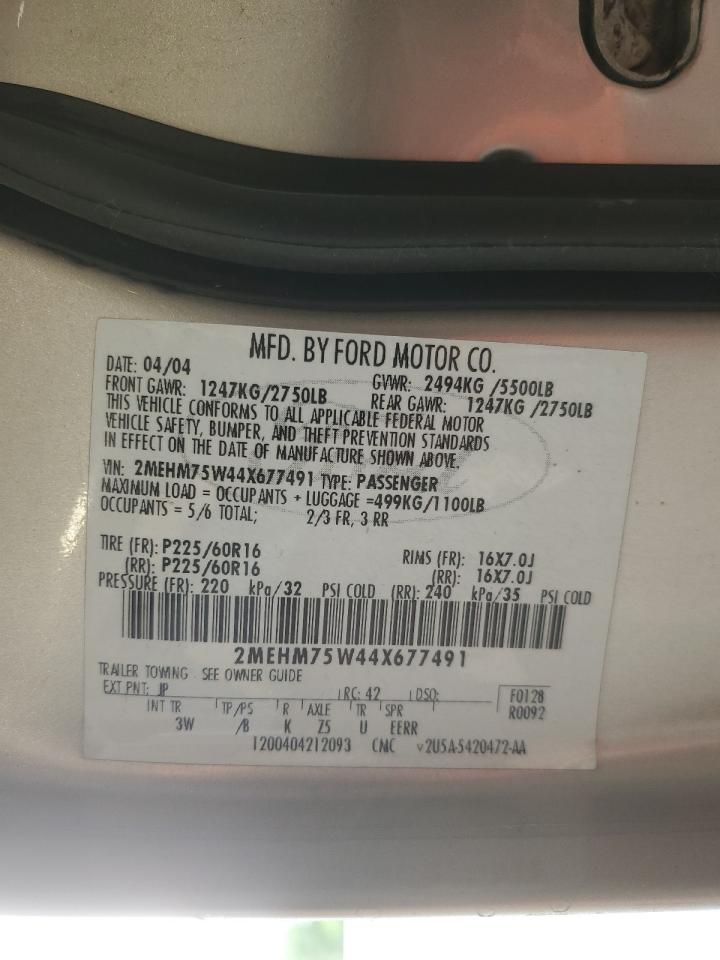 MFD. BY FORD MOTOR CO.
DATE: 04/04 GVWR: 2494KG /5500LB
FRONT GAWR: 1247KG/2750LB REAR GAWR: 1247KG /2750LB
THIS VEHICLE CONFORMS TO ALL APPLICABLE FEDERAL MOTOR
VEHICLE SAFETY, BUMPER, AND THEFT PREVENTION STANDARDS
IN EFFECT ON THE DATE OF MANUFACTURE SHOWN ABOVE.
VIN: 2MEHM75W44X677491 TYPE: PASSENGER
MAXIMUM LOAD = OCCUPANTS + LUGGAGE =499KG/1100LB
OCCUPANTS = 5/6 TOTAL; 2/3 FR, 3 RR
TIRE (FR): P225/60R16 RIMS (FR): 16X7.0J
(RR): P225/60R16 (RR): 16X7.0J
PRESSURE (FR): 220 kPa/32 PSI COLD (RR): 240 kPa/35 PSI COLD
2MEHM75W44X677491
TRAILER TOWING - SEE OWNER GUIDE
EXT PNT: JP RC: 42 DSO: F0128
INT TR TP/PS R AXLE TR SPR R0092
3W /B K Z5 U EERR
1200404212093 CMC v2U5A-5420472-AA